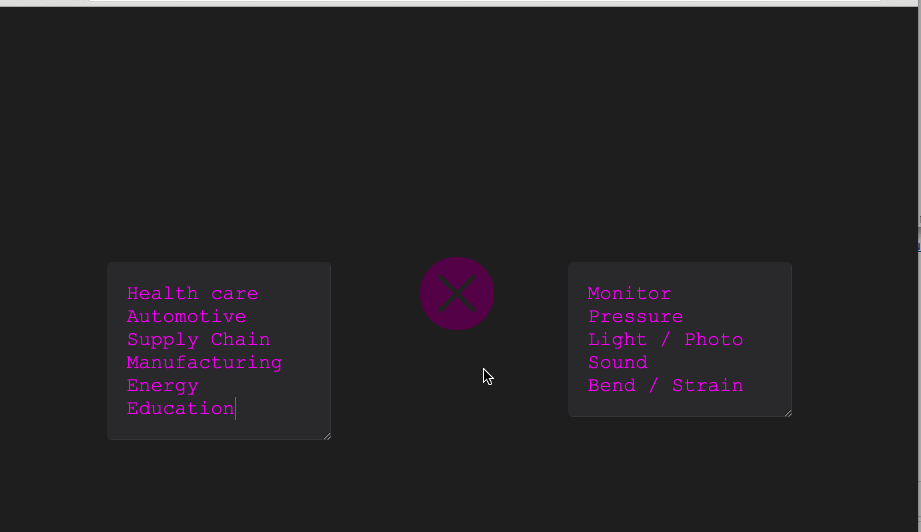 Health care
Automotive
Supply Chain
Manufacturing
Energy
Education
Monitor
Pressure
Light / Photo
Sound
Bend / Strain